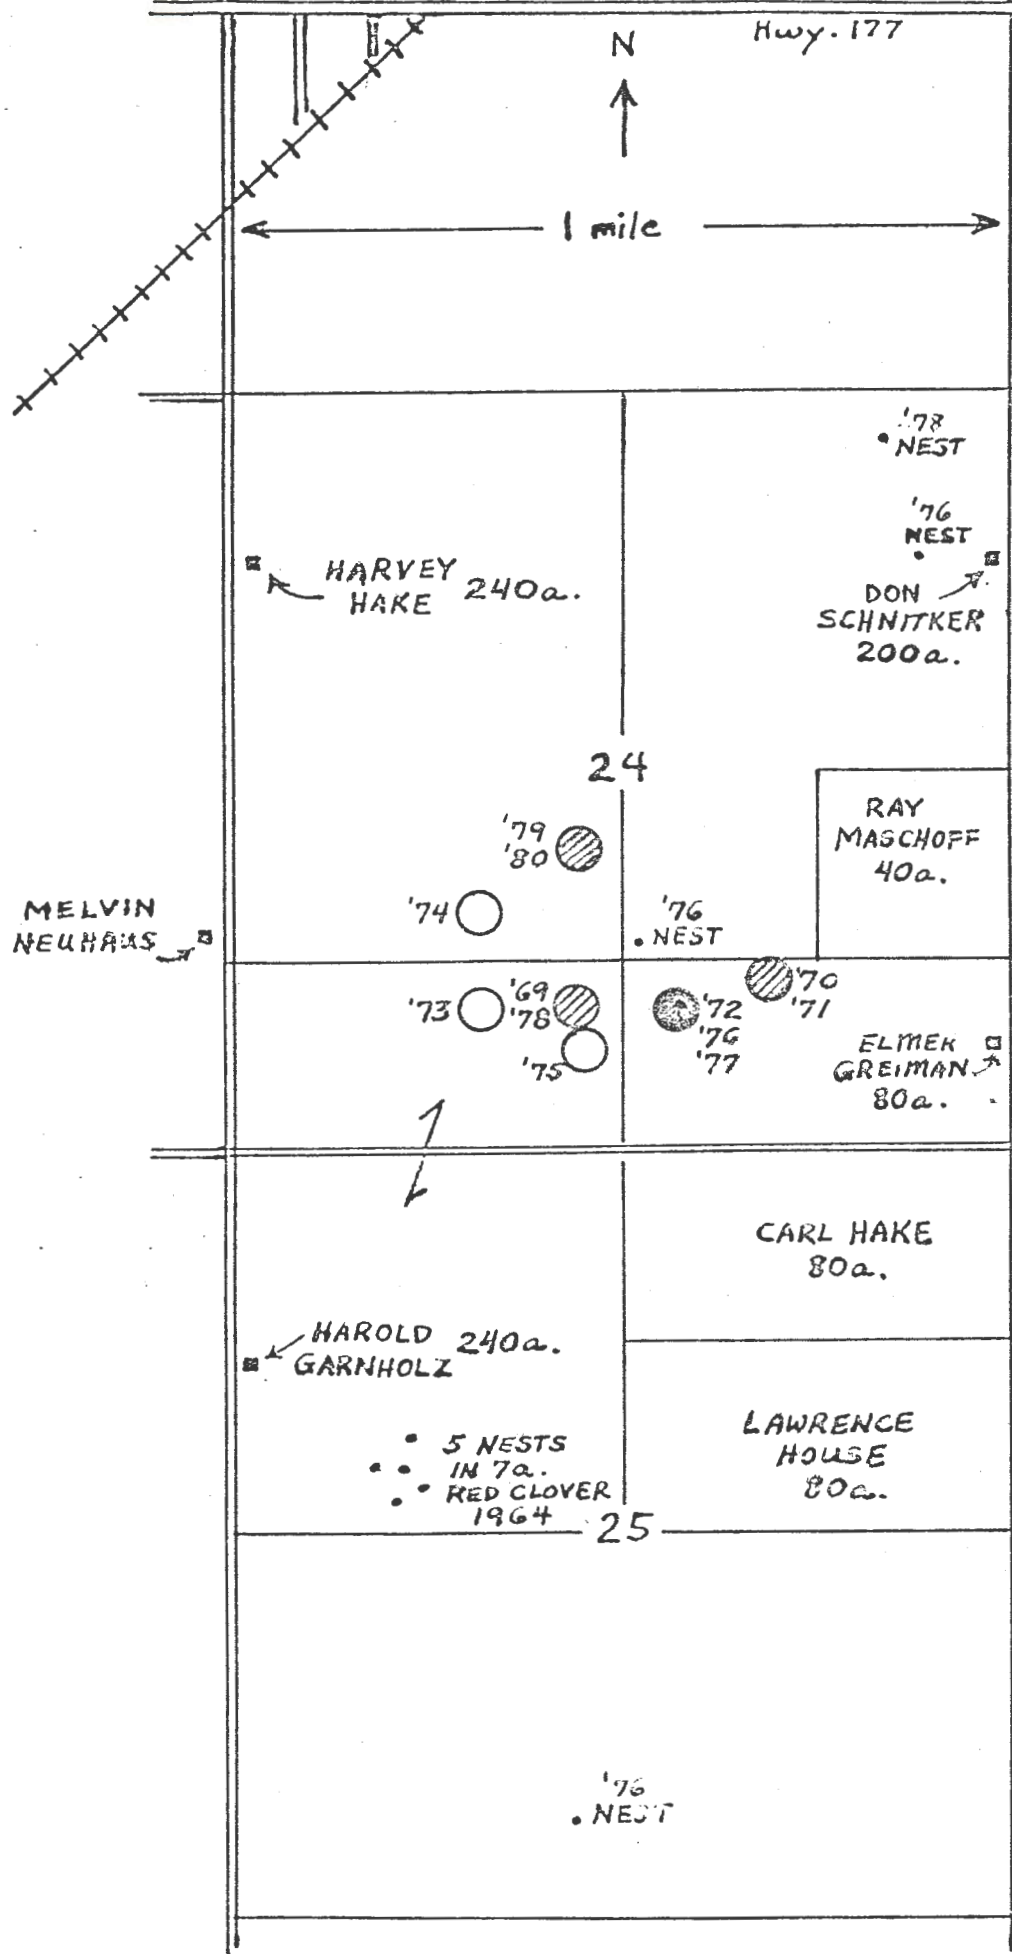 Hwy. 177
N
1 mile
'78
NEST
'76
NEST
HARVEY
HAKE 240a.
DON
SCHNITKER
200a.
24
RAY
MASCHOFF
40a.
'79
'80
'74
'76
NEST
MELVIN
NEUHAUS
'73
'69
'78
'75
'72
'76
'77
'70
'71
ELMER
GREIMAN
80a.
CARL HAKE
80a.
HAROLD
GARNHOLZ 240a.
LAWRENCE
HOUSE
80a.
5 NESTS
IN 7a.
RED CLOVER
1964
25
'76
NEST